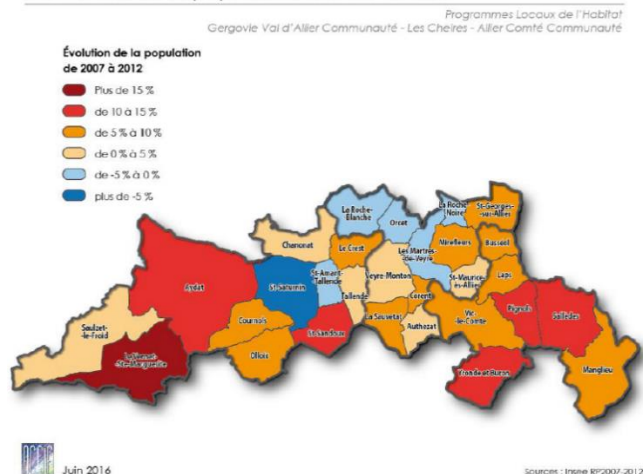 Programmes Locaux de l'Habitat
Gergovie Val d'Allier Communauté - Les Cheires - Allier Comté Communauté
Évolution de la population
de 2007 à 2012
Plus de 15 %
de 10 à 15 %
de 5 % à 10 %
de 0 % à 5 %
de -5 % à 0 %
plus de -5 %
La Roche-
Blanche
Orcet
La Roche-
Noire
St-Georges-
sur-Allier
Chanonat
Le Crest
Les Martres-
de-Veyre
Mirefleurs
Busséol
Aydat
St-Saturnin
St-Amant-
Tallende
Veyre-Monton
St-Maurice-
ès-Allier
Laps
Tallende
Corent
Saulzet-
le-Froid
Cournols
La Sauvetat
Vic-
le-Comte
Pignols
Sallèdes
Authezat
St-Sandoux
Le Vernet-
Ste-Marguerite
Olloix
Yronde et Buron
Manglieu
Juin 2016
Sources : Insee RP2007-2012